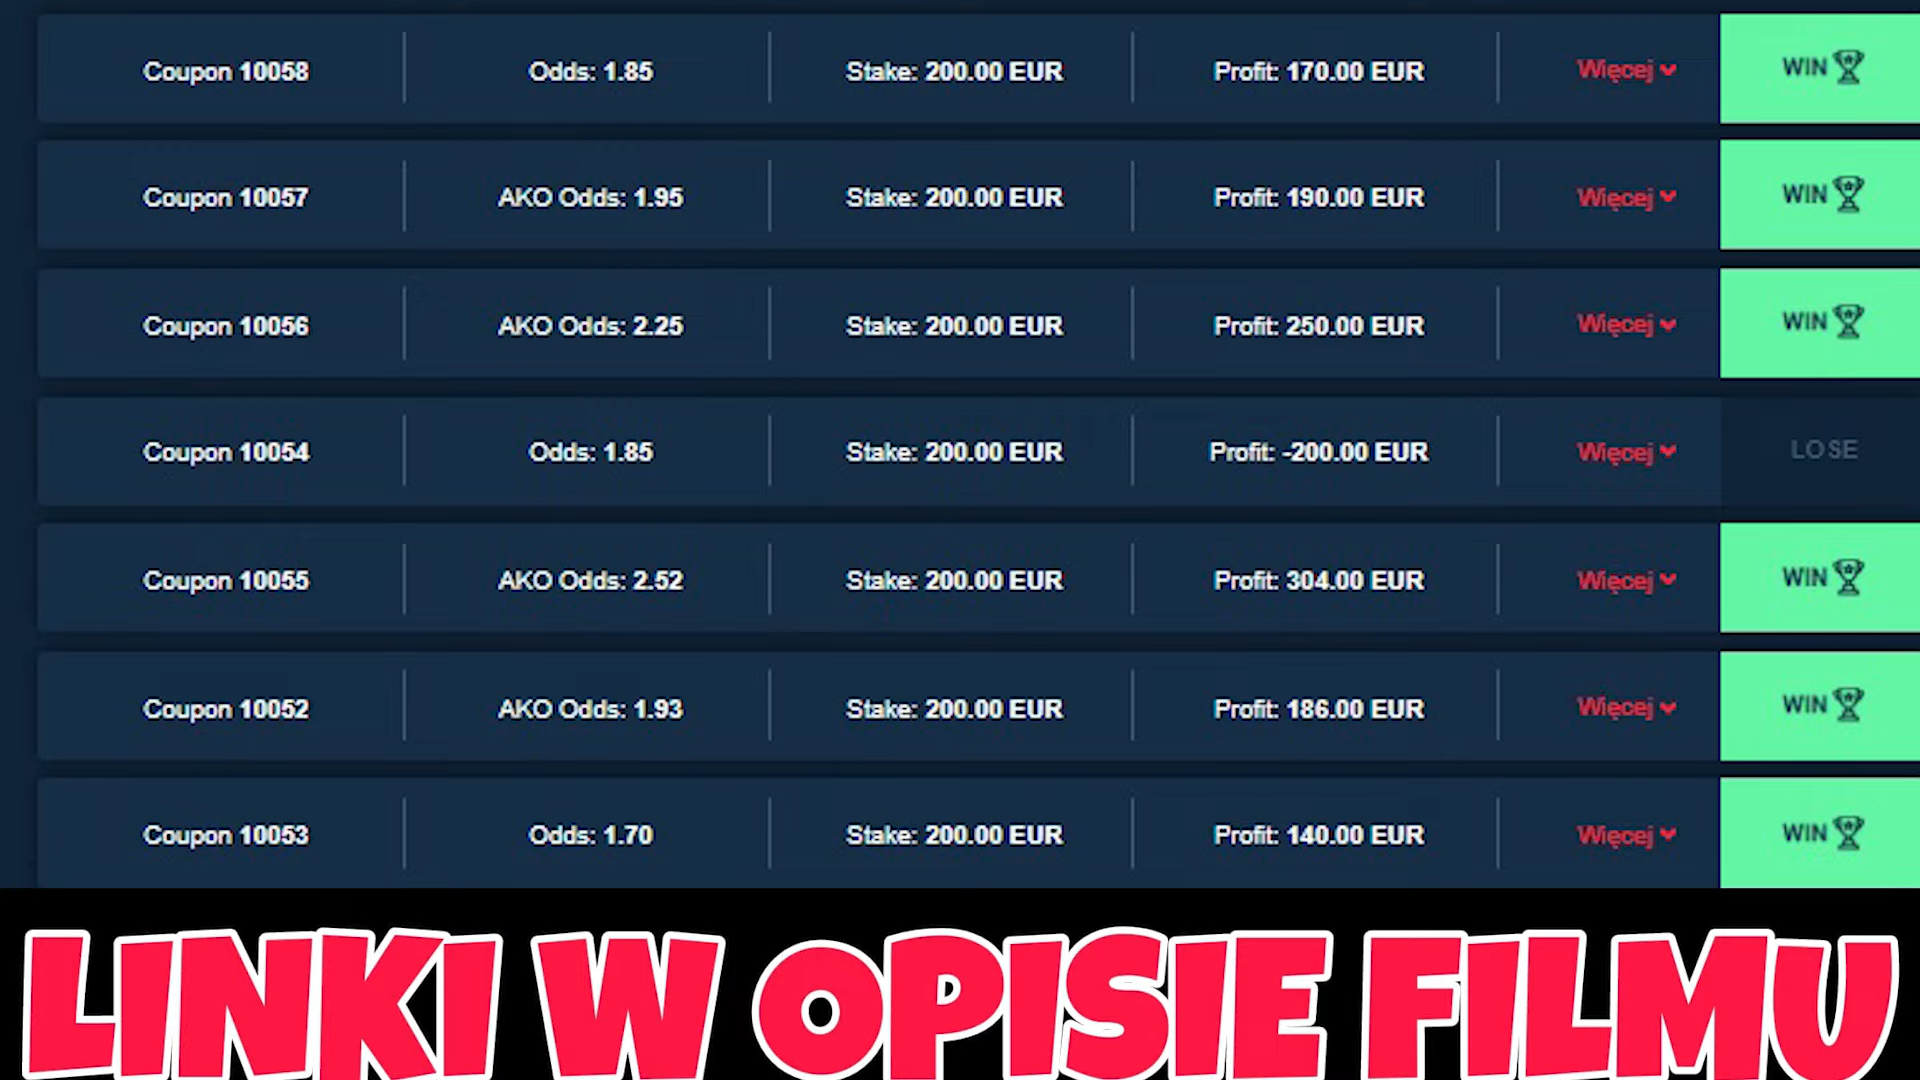 Coupon 10058 Odds: 1.85 Stake: 200.00 EUR Profit: 170.00 EUR Więcej WIN
Coupon 10057 AKO Odds: 1.95 Stake: 200.00 EUR Profit: 190.00 EUR Więcej WIN
Coupon 10056 AKO Odds: 2.25 Stake: 200.00 EUR Profit: 250.00 EUR Więcej WIN
Coupon 10054 Odds: 1.85 Stake: 200.00 EUR Profit: -200.00 EUR Więcej LOSE
Coupon 10055 AKO Odds: 2.52 Stake: 200.00 EUR Profit: 304.00 EUR Więcej WIN
Coupon 10052 AKO Odds: 1.93 Stake: 200.00 EUR Profit: 186.00 EUR Więcej WIN
Coupon 10053 Odds: 1.70 Stake: 200.00 EUR Profit: 140.00 EUR Więcej WIN
LINKI W OPISIE FILMU